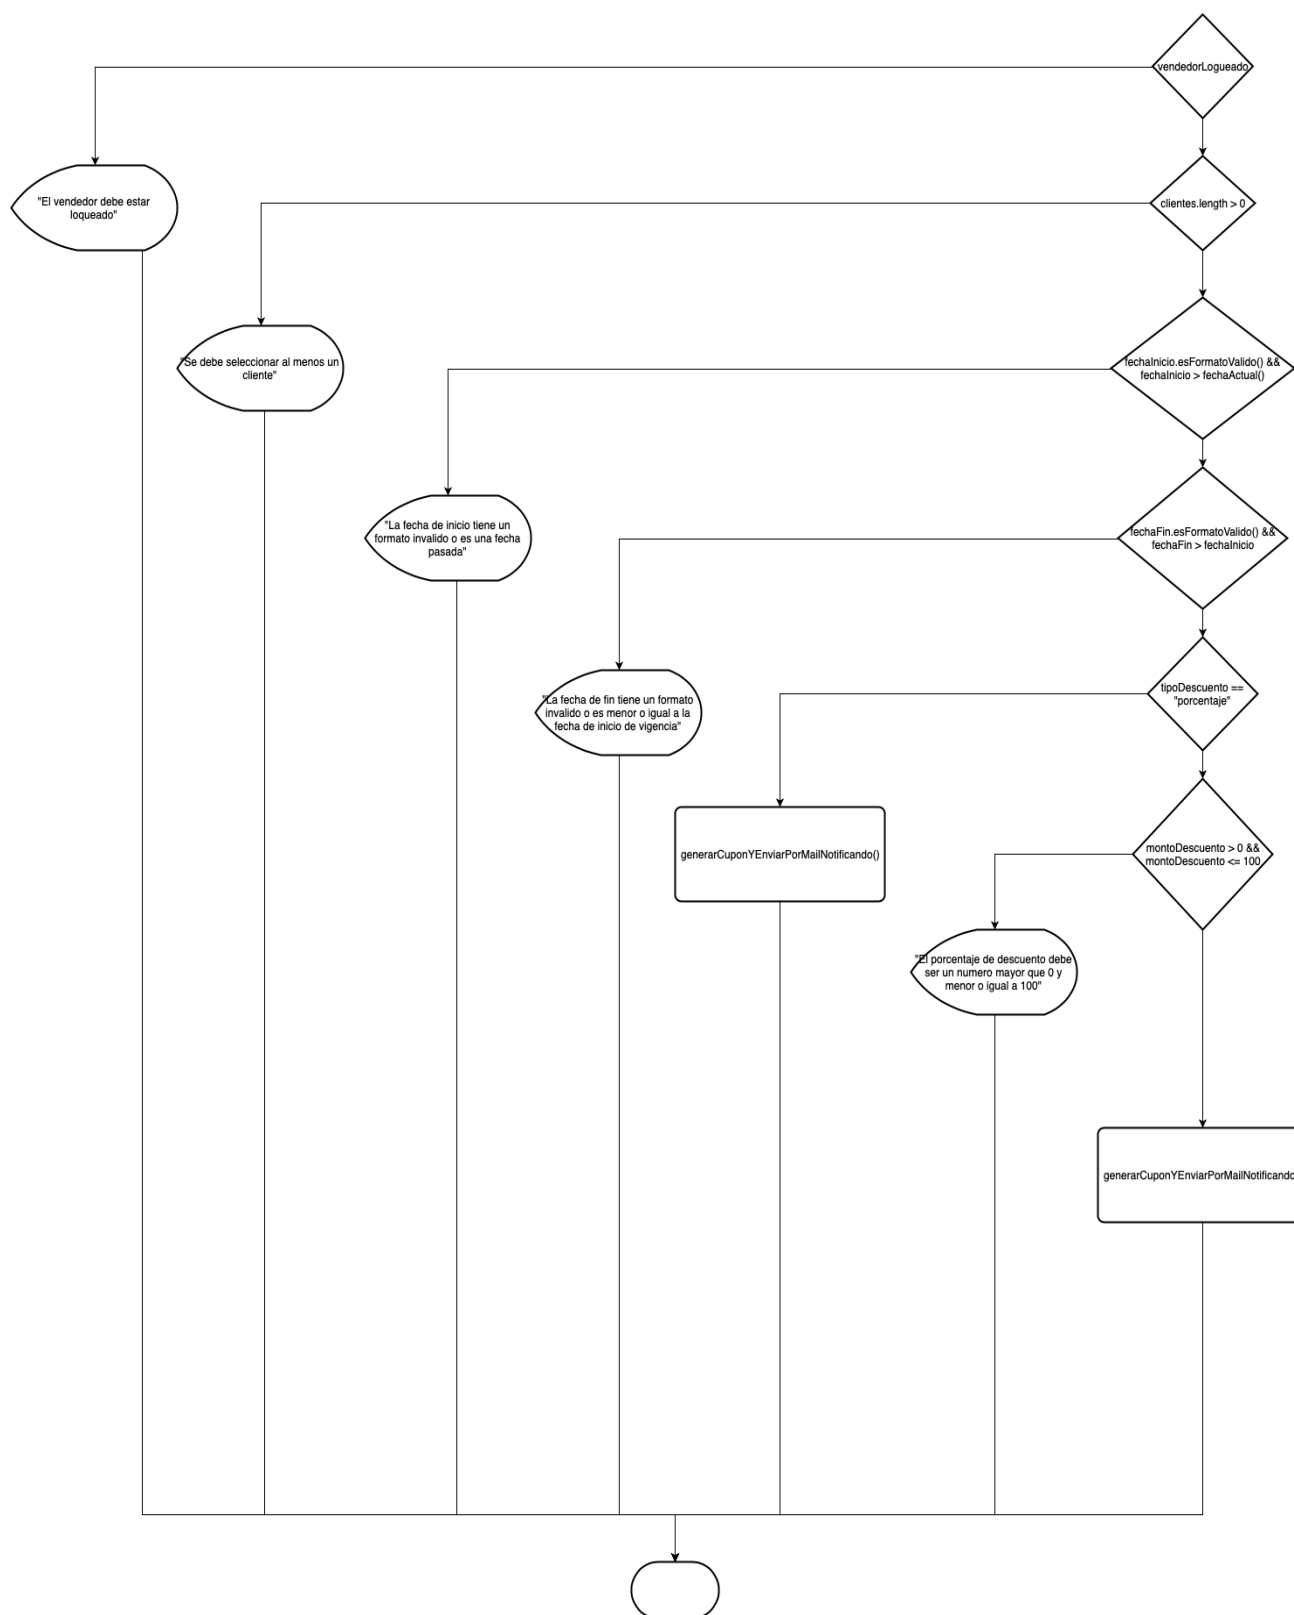 vendedorLogueado
"El vendedor debe estar
loqueado"
clientes.length > 0
"Se debe seleccionar al menos un
cliente"
fechaInicio.esFormatoValido() &&
fechaInicio > fechaActual()
"La fecha de inicio tiene un
formato invalido o es una fecha
pasada"
fechaFin.esFormatoValido() &&
fechaFin > fechaInicio
"La fecha de fin tiene un formato
invalido o es menor o igual a la
fecha de inicio de vigencia"
tipoDescuento ==
"porcentaje"
generarCuponYEnviarPorMailNotificando()
montoDescuento > 0 &&
montoDescuento <= 100
"El porcentaje de descuento debe
ser un numero mayor que 0 y
menor o igual a 100"
generarCuponYEnviarPorMailNotificando